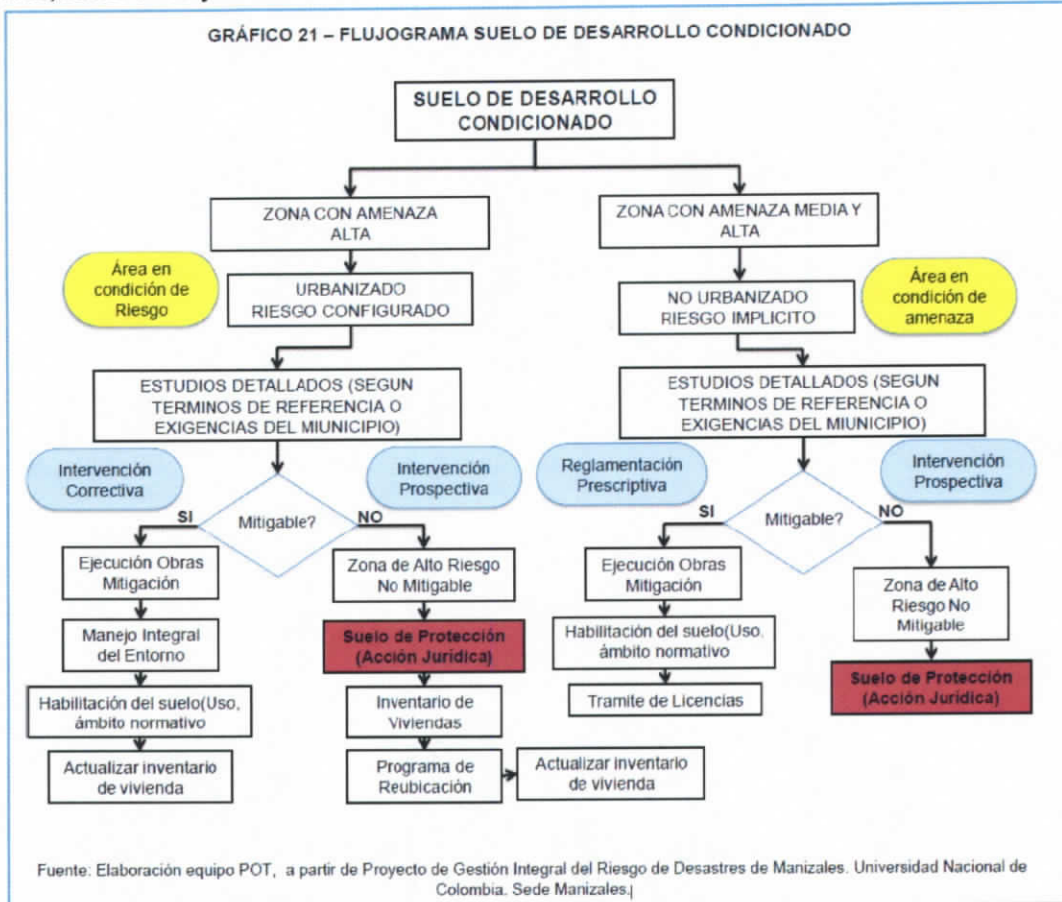 GRÁFICO 21 – FLUJOGRAMA SUELO DE DESARROLLO CONDICIONADO
SUELO DE DESARROLLO
CONDICIONADO
ZONA CON AMENAZA
ALTA
ZONA CON AMENAZA MEDIA Y
ALTA
Área en
condición de
Riesgo
URBANIZADO
RIESGO CONFIGURADO
NO URBANIZADO
RIESGO IMPLICITO
Área en
condición de
amenaza
ESTUDIOS DETALLADOS (SEGUN
TERMINOS DE REFERENCIA O
EXIGENCIAS DEL MIUNICIPIO)
ESTUDIOS DETALLADOS (SEGUN
TERMINOS DE REFERENCIA O
EXIGENCIAS DEL MUNICIPIO)
Intervención
Correctiva
Intervención
Prospectiva
Reglamentación
Prescriptiva
Intervención
Prospectiva
SI
Mitigable?
NO
SI
Mitigable?
NO
Ejecución Obras
Mitigación
Zona de Alto Riesgo
No Mitigable
Ejecución Obras
Mitigación
Zona de Alto
Riesgo No
Mitigable
Manejo Integral
del Entorno
Suelo de Protección
(Acción Jurídica)
Habilitación del suelo(Uso,
ámbito normativo
Suelo de Protección
(Acción Jurídica)
Habilitación del suelo(Uso,
ámbito normativo
Inventario de
Viviendas
Tramite de Licencias
Actualizar inventario
de vivienda
Programa de
Reubicación
Actualizar inventario
de vivienda
Fuente: Elaboración equipo POT, a partir de Proyecto de Gestión Integral del Riesgo de Desastres de Manizales. Universidad Nacional de
Colombia. Sede Manizales.